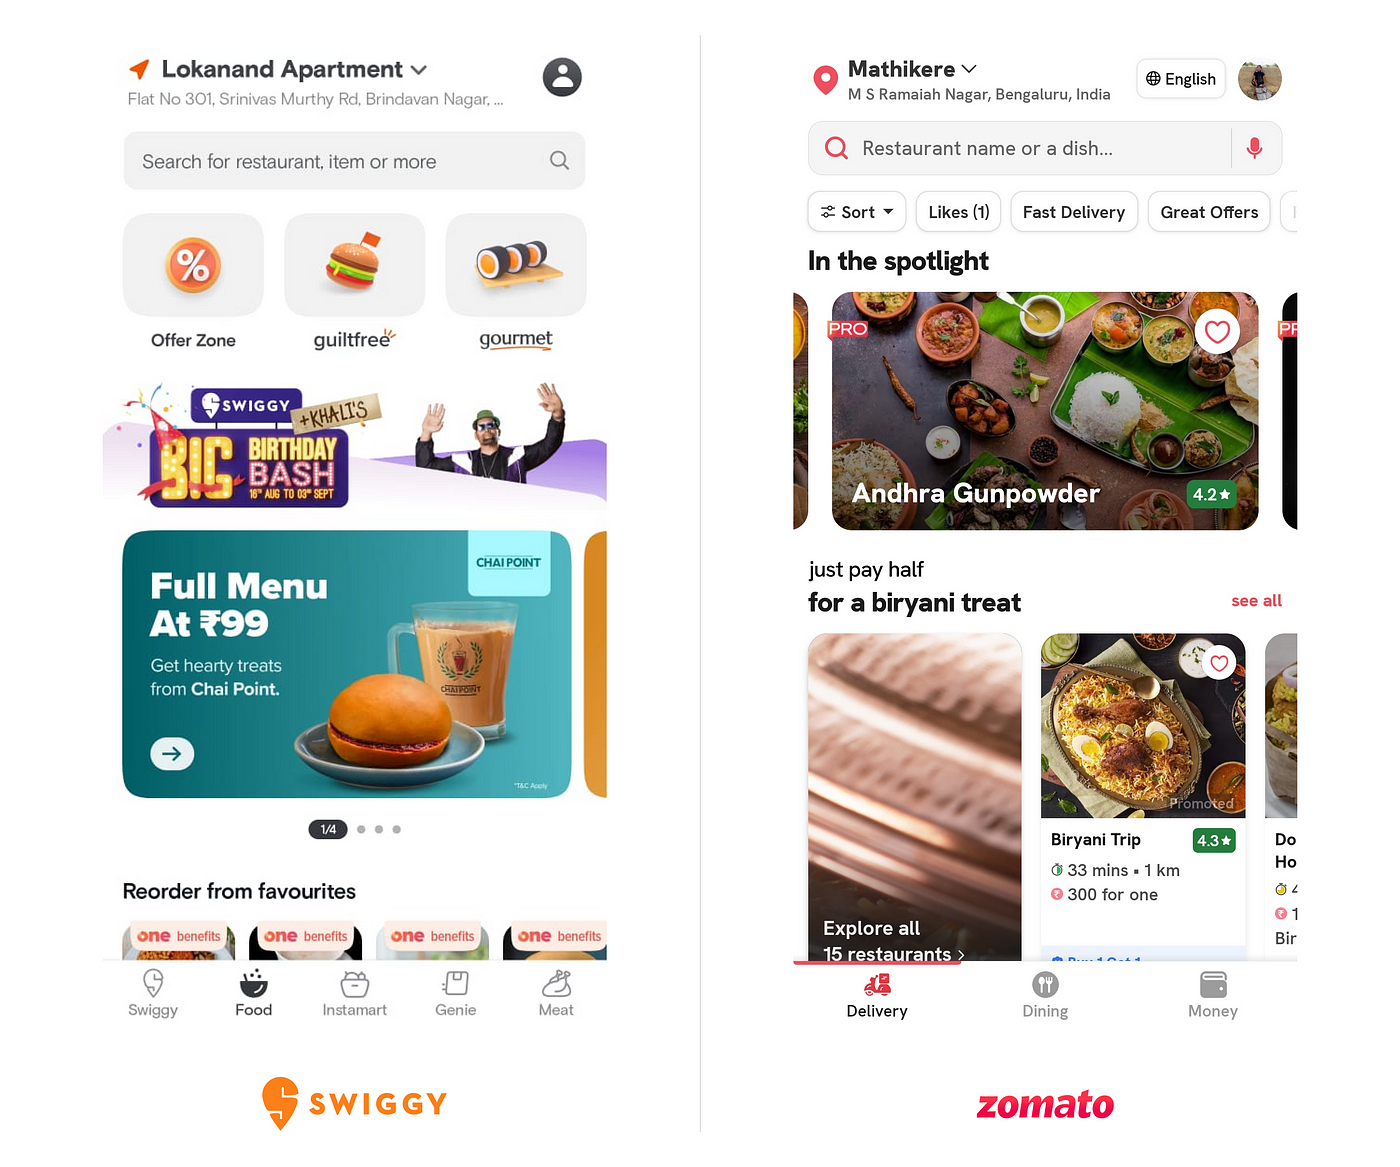 Lokanand Apartment
Flat No 301, Srinivas Murthy Rd, Brindavan Nagar, ...
Search for restaurant, item or more
%
Offer Zone
guiltfree
gourmet
SWIGGY
+KHALI'S
BIG BIRTHDAY
BASH
16TH AUG TO 03RD SEPT
CHAI POINT
Full Menu
At ₹99
Get hearty treats
from Chai Point.
CHAI POINT
*T&C Apply
1/4
Reorder from favourites
one benefits
one benefits
one benefits
one benefits
Swiggy
Food
Instamart
Genie
Meat
SWIGGY
Mathikere
M S Ramaiah Nagar, Bengaluru, India
English
Restaurant name or a dish...
Sort
Likes (1)
Fast Delivery
Great Offers
In the spotlight
PRO
PR
Andhra Gunpowder
4.2★
just pay half
for a biryani treat
see all
Promoted
Biryani Trip
4.3★
33 mins • 1 km
₹ 300 for one
Do
Ho
4
₹ 1
Bir
Explore all
15 restaurants >
Delivery
Dining
Money
zomato